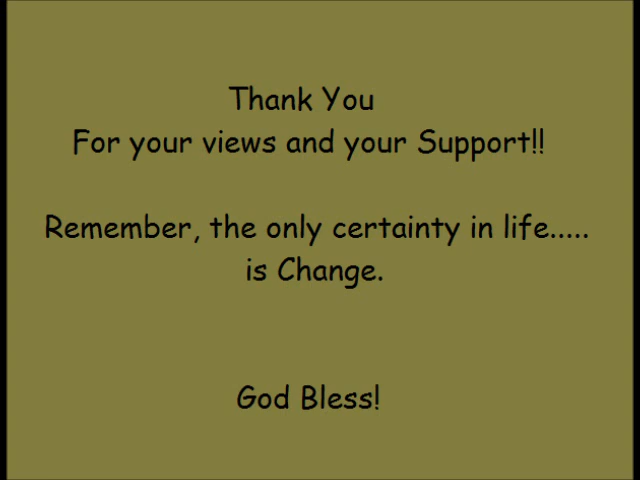 Thank You
For your views and your Support!!
Remember, the only certainty in life.....
is Change.
God Bless!